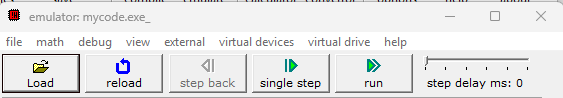 emulator: mycode.exe_
file math debug view external virtual devices virtual drive help
Load reload step back single step run step delay ms: 0